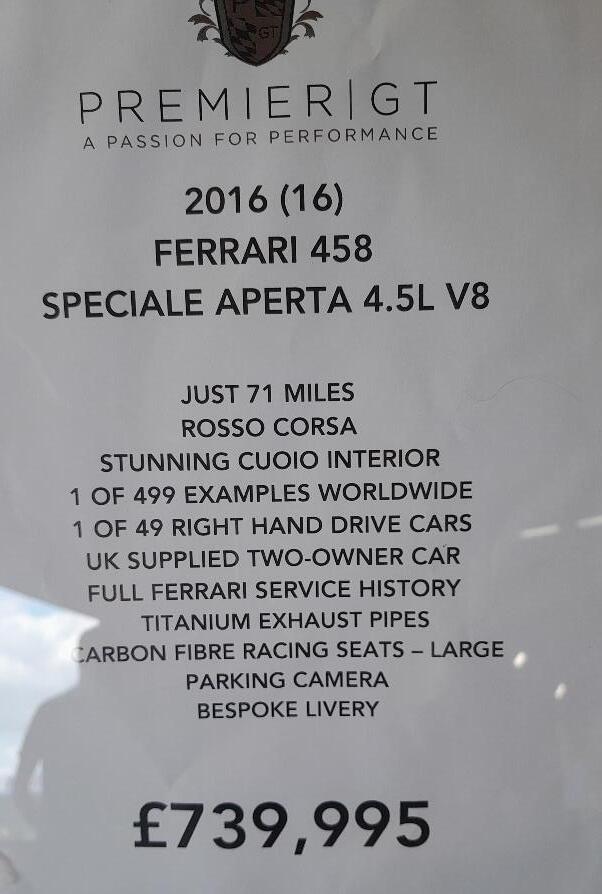 P
GT
PREMIER|GT
A PASSION FOR PERFORMANCE
2016 (16)
FERRARI 458
SPECIALE APERTA 4.5L V8
JUST 71 MILES
ROSSO CORSA
STUNNING CUOIO INTERIOR
1 OF 499 EXAMPLES WORLDWIDE
1 OF 49 RIGHT HAND DRIVE CARS
UK SUPPLIED TWO-OWNER CAR
FULL FERRARI SERVICE HISTORY
TITANIUM EXHAUST PIPES
CARBON FIBRE RACING SEATS – LARGE
PARKING CAMERA
BESPOKE LIVERY
£739,995